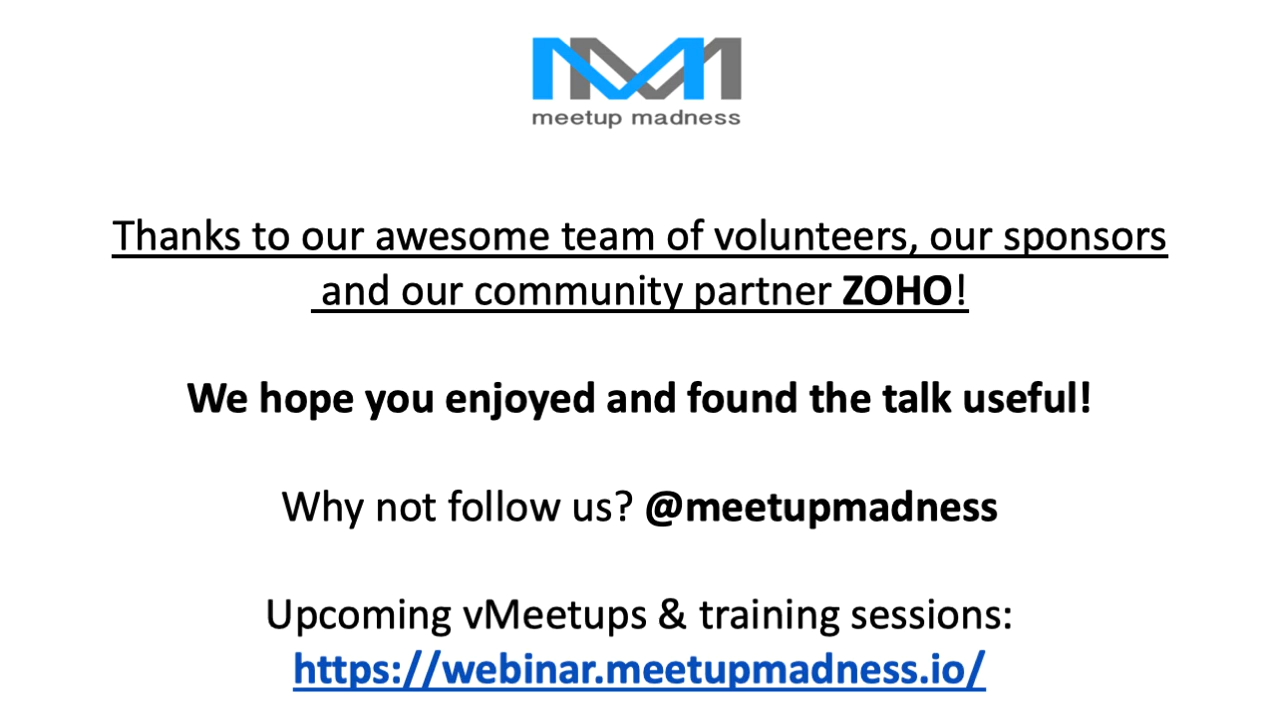 meetup madness
Thanks to our awesome team of volunteers, our sponsors
and our community partner ZOHO!
We hope you enjoyed and found the talk useful!
Why not follow us? @meetupmadness
Upcoming vMeetups & training sessions:
https://webinar.meetupmadness.io/